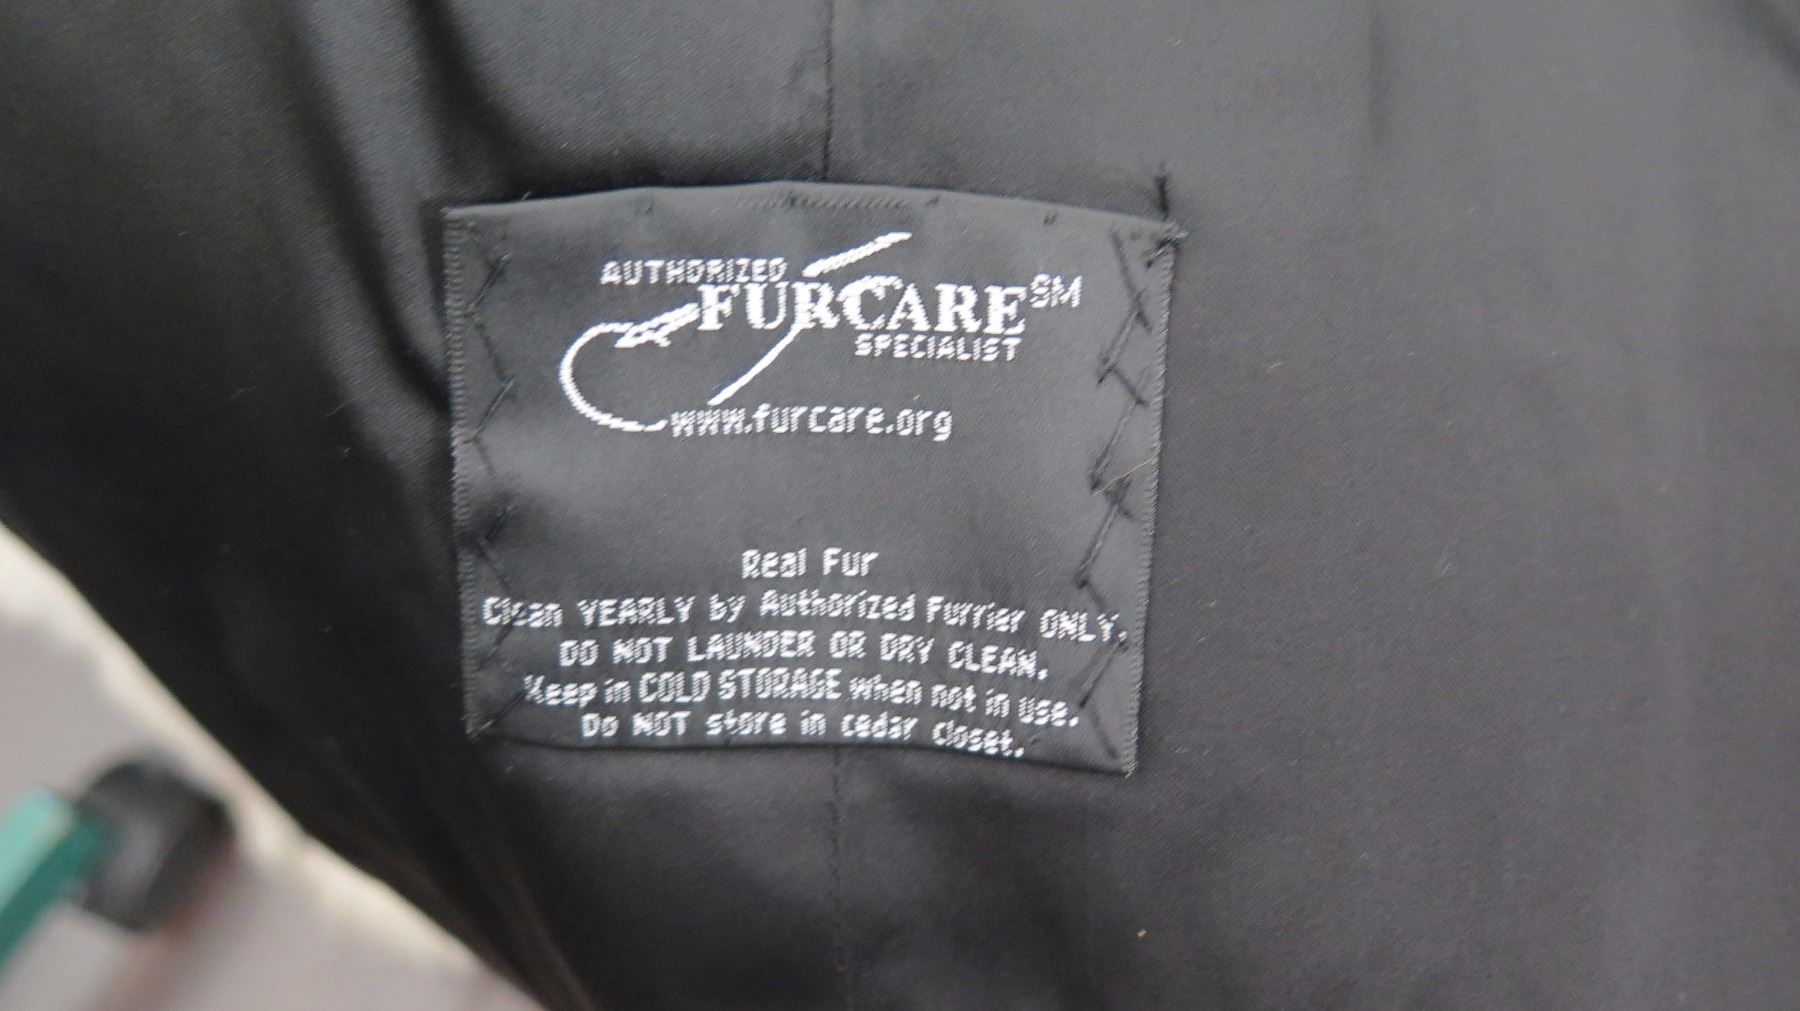 AUTHORIZED
FURCARE SM
SPECIALIST
www.furcare.org
Real Fur
Clean YEARLY by Authorized Furrier ONLY.
DO NOT LAUNDER OR DRY CLEAN.
Keep in COLD STORAGE when not in use.
Do NOT store in cedar closet.